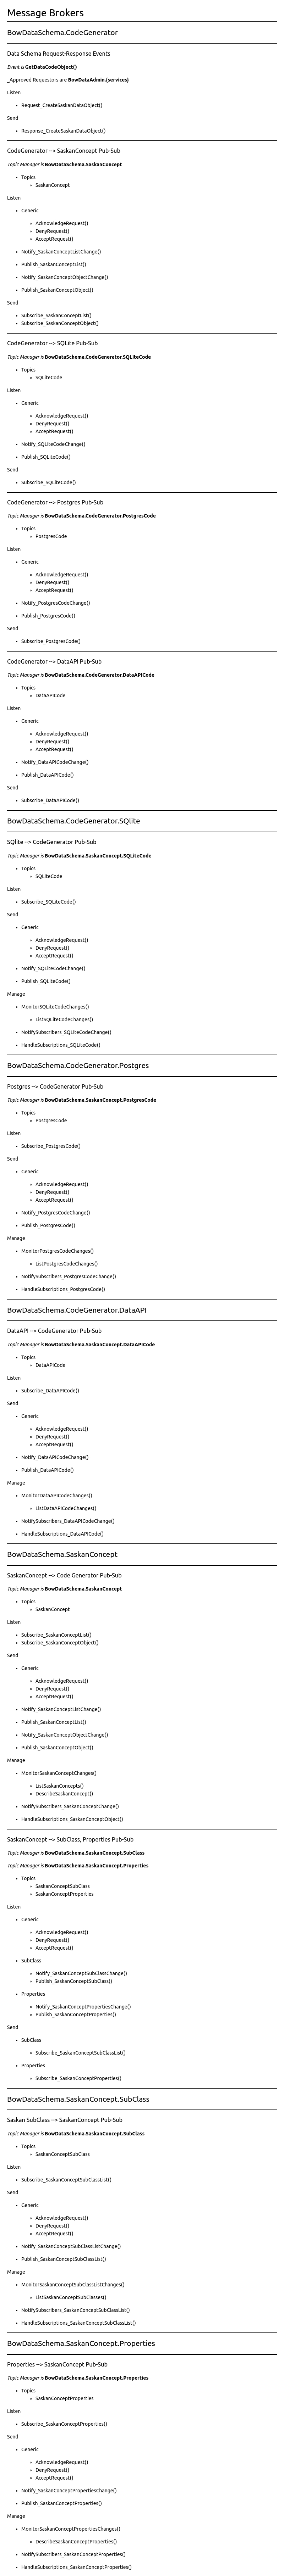 Message Brokers
BowDataSchema.CodeGenerator
Data Schema Request-Response Events
Event is GetDataCodeObject()
_Approved Requestors are BowDataAdmin.{services}
Listen
Request_CreateSaskanDataObject()
Send
Response_CreateSaskanDataObject()
CodeGenerator --> SaskanConcept Pub-Sub
Topic Manager is BowDataSchema.SaskanConcept
Topics
SaskanConcept
Listen
Generic
AcknowledgeRequest()
DenyRequest()
AcceptRequest()
Notify_SaskanConceptListChange()
Publish_SaskanConceptList()
Notify_SaskanConceptObjectChange()
Publish_SaskanConceptObject()
Send
Subscribe_SaskanConceptList()
Subscribe_SaskanConceptObject()
CodeGenerator --> SQLite Pub-Sub
Topic Manager is BowDataSchema.CodeGenerator.SQLiteCode
Topics
SQLiteCode
Listen
Generic
AcknowledgeRequest()
DenyRequest()
AcceptRequest()
Notify_SQLiteCodeChange()
Publish_SQLiteCode()
Send
Subscribe_SQLiteCode()
CodeGenerator --> Postgres Pub-Sub
Topic Manager is BowDataSchema.CodeGenerator.PostgresCode
Topics
PostgresCode
Listen
Generic
AcknowledgeRequest()
DenyRequest()
AcceptRequest()
Notify_PostgresCodeChange()
Publish_PostgresCode()
Send
Subscribe_PostgresCode()
CodeGenerator --> DataAPI Pub-Sub
Topic Manager is BowDataSchema.CodeGenerator.DataAPICode
Topics
DataAPICode
Listen
Generic
AcknowledgeRequest()
DenyRequest()
AcceptRequest()
Notify_DataAPICodeChange()
Publish_DataAPICode()
Send
Subscribe_DataAPICode()
BowDataSchema.CodeGenerator.SQlite
SQlite --> CodeGenerator Pub-Sub
Topic Manager is BowDataSchema.SaskanConcept.SQLiteCode
Topics
SQLiteCode
Listen
Subscribe_SQLiteCode()
Send
Generic
AcknowledgeRequest()
DenyRequest()
AcceptRequest()
Notify_SQLiteCodeChange()
Publish_SQLiteCode()
Manage
MonitorSQLiteCodeChanges()
ListSQLiteCodeChanges()
NotifySubscribers_SQLiteCodeChange()
HandleSubscriptions_SQLiteCode()
BowDataSchema.CodeGenerator.Postgres
Postgres --> CodeGenerator Pub-Sub
Topic Manager is BowDataSchema.SaskanConcept.PostgresCode
Topics
PostgresCode
Listen
Subscribe_PostgresCode()
Send
Generic
AcknowledgeRequest()
DenyRequest()
AcceptRequest()
Notify_PostgresCodeChange()
Publish_PostgresCode()
Manage
MonitorPostgresCodeChanges()
ListPostgresCodeChanges()
NotifySubscribers_PostgresCodeChange()
HandleSubscriptions_PostgresCode()
BowDataSchema.CodeGenerator.DataAPI
DataAPI --> CodeGenerator Pub-Sub
Topic Manager is BowDataSchema.SaskanConcept.DataAPICode
Topics
DataAPICode
Listen
Subscribe_DataAPICode()
Send
Generic
AcknowledgeRequest()
DenyRequest()
AcceptRequest()
Notify_DataAPICodeChange()
Publish_DataAPICode()
Manage
MonitorDataAPICodeChanges()
ListDataAPICodeChanges()
NotifySubscribers_DataAPICodeChange()
HandleSubscriptions_DataAPICode()
BowDataSchema.SaskanConcept
SaskanConcept --> Code Generator Pub-Sub
Topic Manager is BowDataSchema.SaskanConcept
Topics
SaskanConcept
Listen
Subscribe_SaskanConceptList()
Subscribe_SaskanConceptObject()
Send
Generic
AcknowledgeRequest()
DenyRequest()
AcceptRequest()
Notify_SaskanConceptListChange()
Publish_SaskanConceptList()
Notify_SaskanConceptObjectChange()
Publish_SaskanConceptObject()
Manage
MonitorSaskanConceptChanges()
ListSaskanConcepts()
DescribeSaskanConcept()
NotifySubscribers_SaskanConceptChange()
HandleSubscriptions_SaskanConceptObject()
SaskanConcept --> SubClass, Properties Pub-Sub
Topic Manager is BowDataSchema.SaskanConcept.SubClass
Topic Manager is BowDataSchema.SaskanConcept.Properties
Topics
SaskanConceptSubClass
SaskanConceptProperties
Listen
Generic
AcknowledgeRequest()
DenyRequest()
AcceptRequest()
SubClass
Notify_SaskanConceptSubClassChange()
Publish_SaskanConceptSubClass()
Properties
Notify_SaskanConceptPropertiesChange()
Publish_SaskanConceptProperties()
Send
SubClass
Subscribe_SaskanConceptSubClassList()
Properties
Subscribe_SaskanConceptProperties()
BowDataSchema.SaskanConcept.SubClass
Saskan SubClass --> SaskanConcept Pub-Sub
Topic Manager is BowDataSchema.SaskanConcept.SubClass
Topics
SaskanConceptSubClass
Listen
Subscribe_SaskanConceptSubClassList()
Send
Generic
AcknowledgeRequest()
DenyRequest()
AcceptRequest()
Notify_SaskanConceptSubClassListChange()
Publish_SaskanConceptSubClassList()
Manage
MonitorSaskanConceptSubClassListChanges()
ListSaskanConceptSubClasses()
NotifySubscribers_SaskanConceptSubClassList()
HandleSubscriptions_SaskanConceptSubClassList()
BowDataSchema.SaskanConcept.Properties
Properties --> SaskanConcept Pub-Sub
Topic Manager is BowDataSchema.SaskanConcept.Properties
Topics
SaskanConceptProperties
Listen
Subscribe_SaskanConceptProperties()
Send
Generic
AcknowledgeRequest()
DenyRequest()
AcceptRequest()
Notify_SaskanConceptPropertiesChange()
Publish_SaskanConceptProperties()
Manage
MonitorSaskanConceptPropertiesChanges()
DescribeSaskanConceptProperties()
NotifySubscribers_SaskanConceptProperties()
HandleSubscriptions_SaskanConceptProperties()